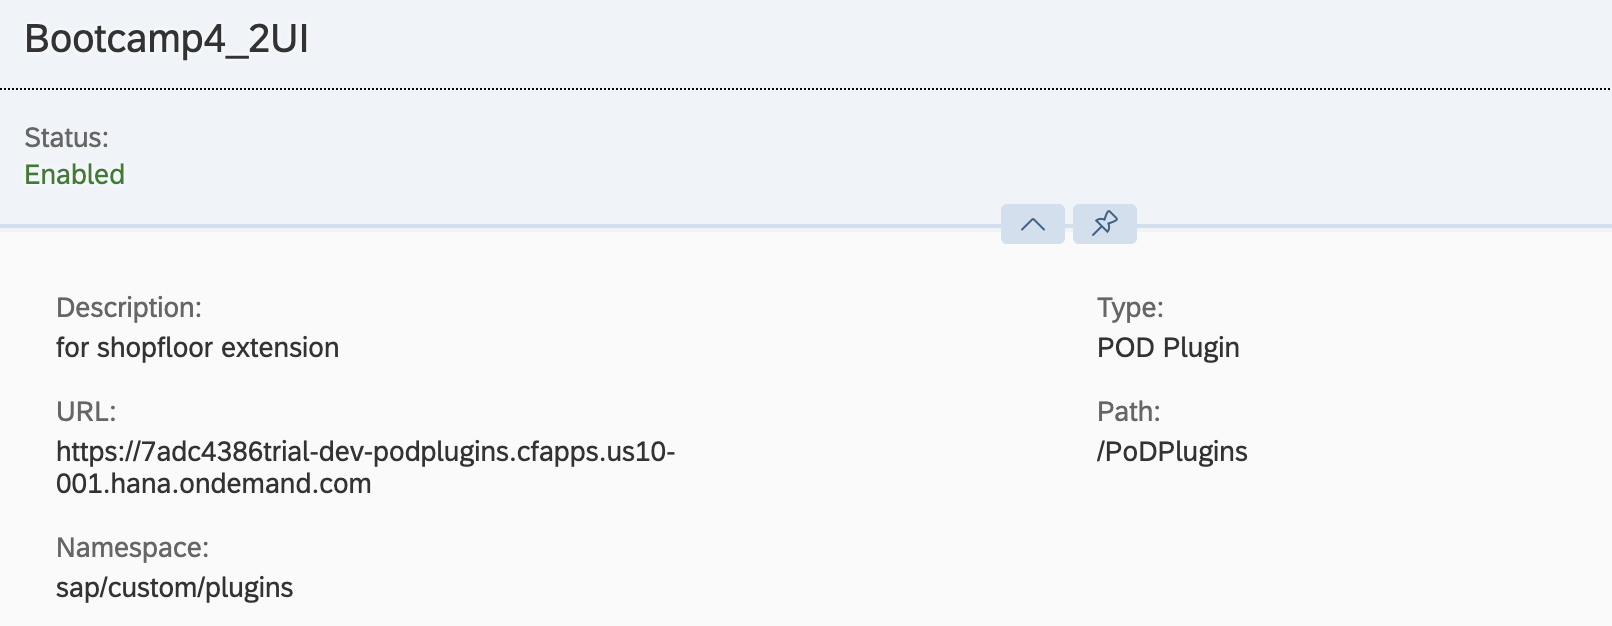 Bootcamp4_2UI
Status:
Enabled
Description:
for shopfloor extension
Type:
POD Plugin
URL:
https://7adc4386trial-dev-podplugins.cfapps.us10-
001.hana.ondemand.com
Path:
/PoDPlugins
Namespace:
sap/custom/plugins